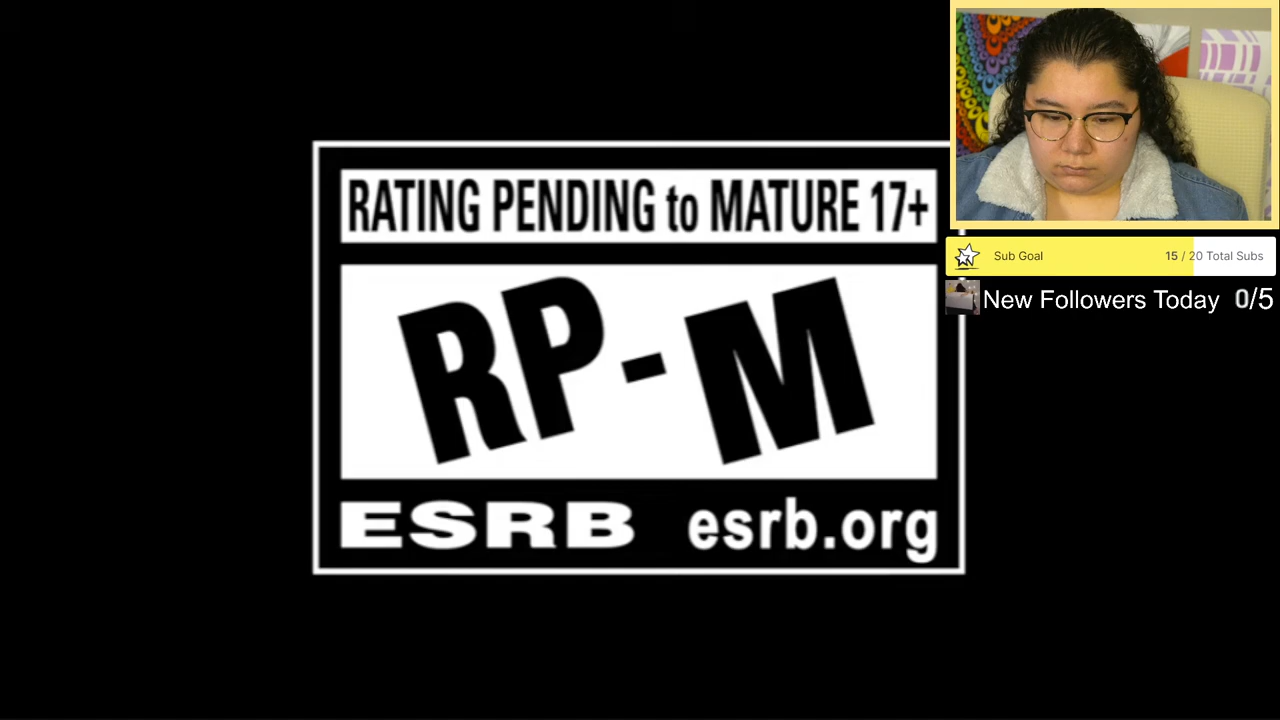 RATING PENDING to MATURE 17+
RP-M
ESRB esrb.org
Sub Goal 15 / 20 Total Subs
New Followers Today 0/5